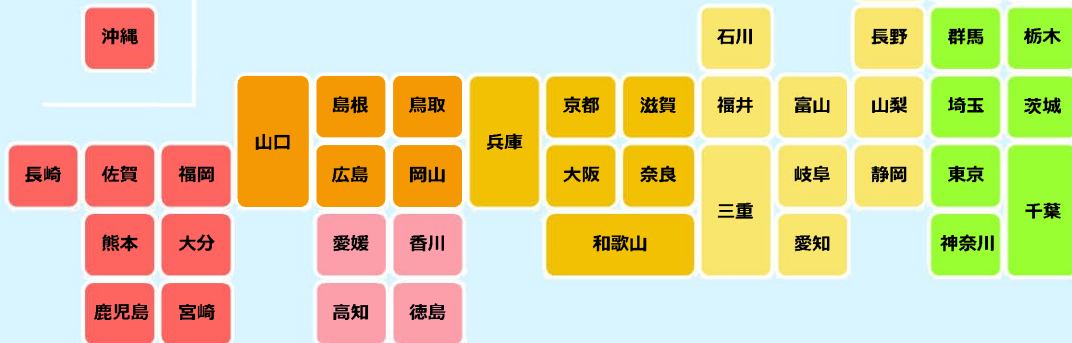 沖縄
石川
長野
群馬
栃木
山口
島根
鳥取
兵庫
京都
滋賀
福井
富山
山梨
埼玉
茨城
長崎
佐賀
福岡
広島
岡山
大阪
奈良
三重
岐阜
静岡
東京
千葉
熊本
大分
愛媛
香川
和歌山
愛知
神奈川
鹿児島
宮崎
高知
徳島